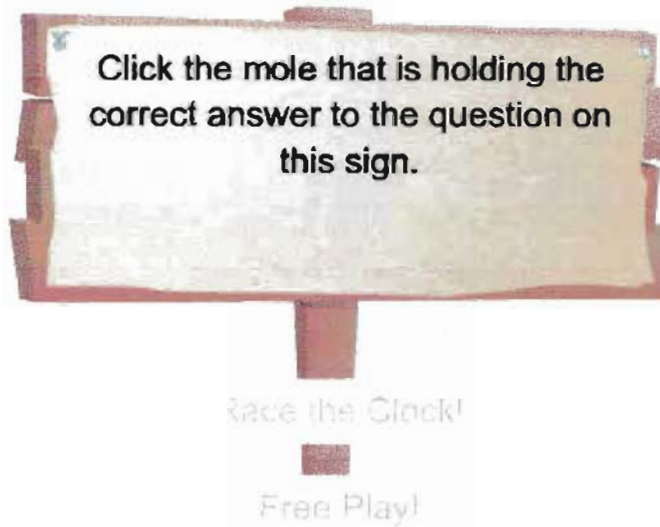 Click the mole that is holding the
correct answer to the question on
this sign.
Race the Clock!
Free Play!